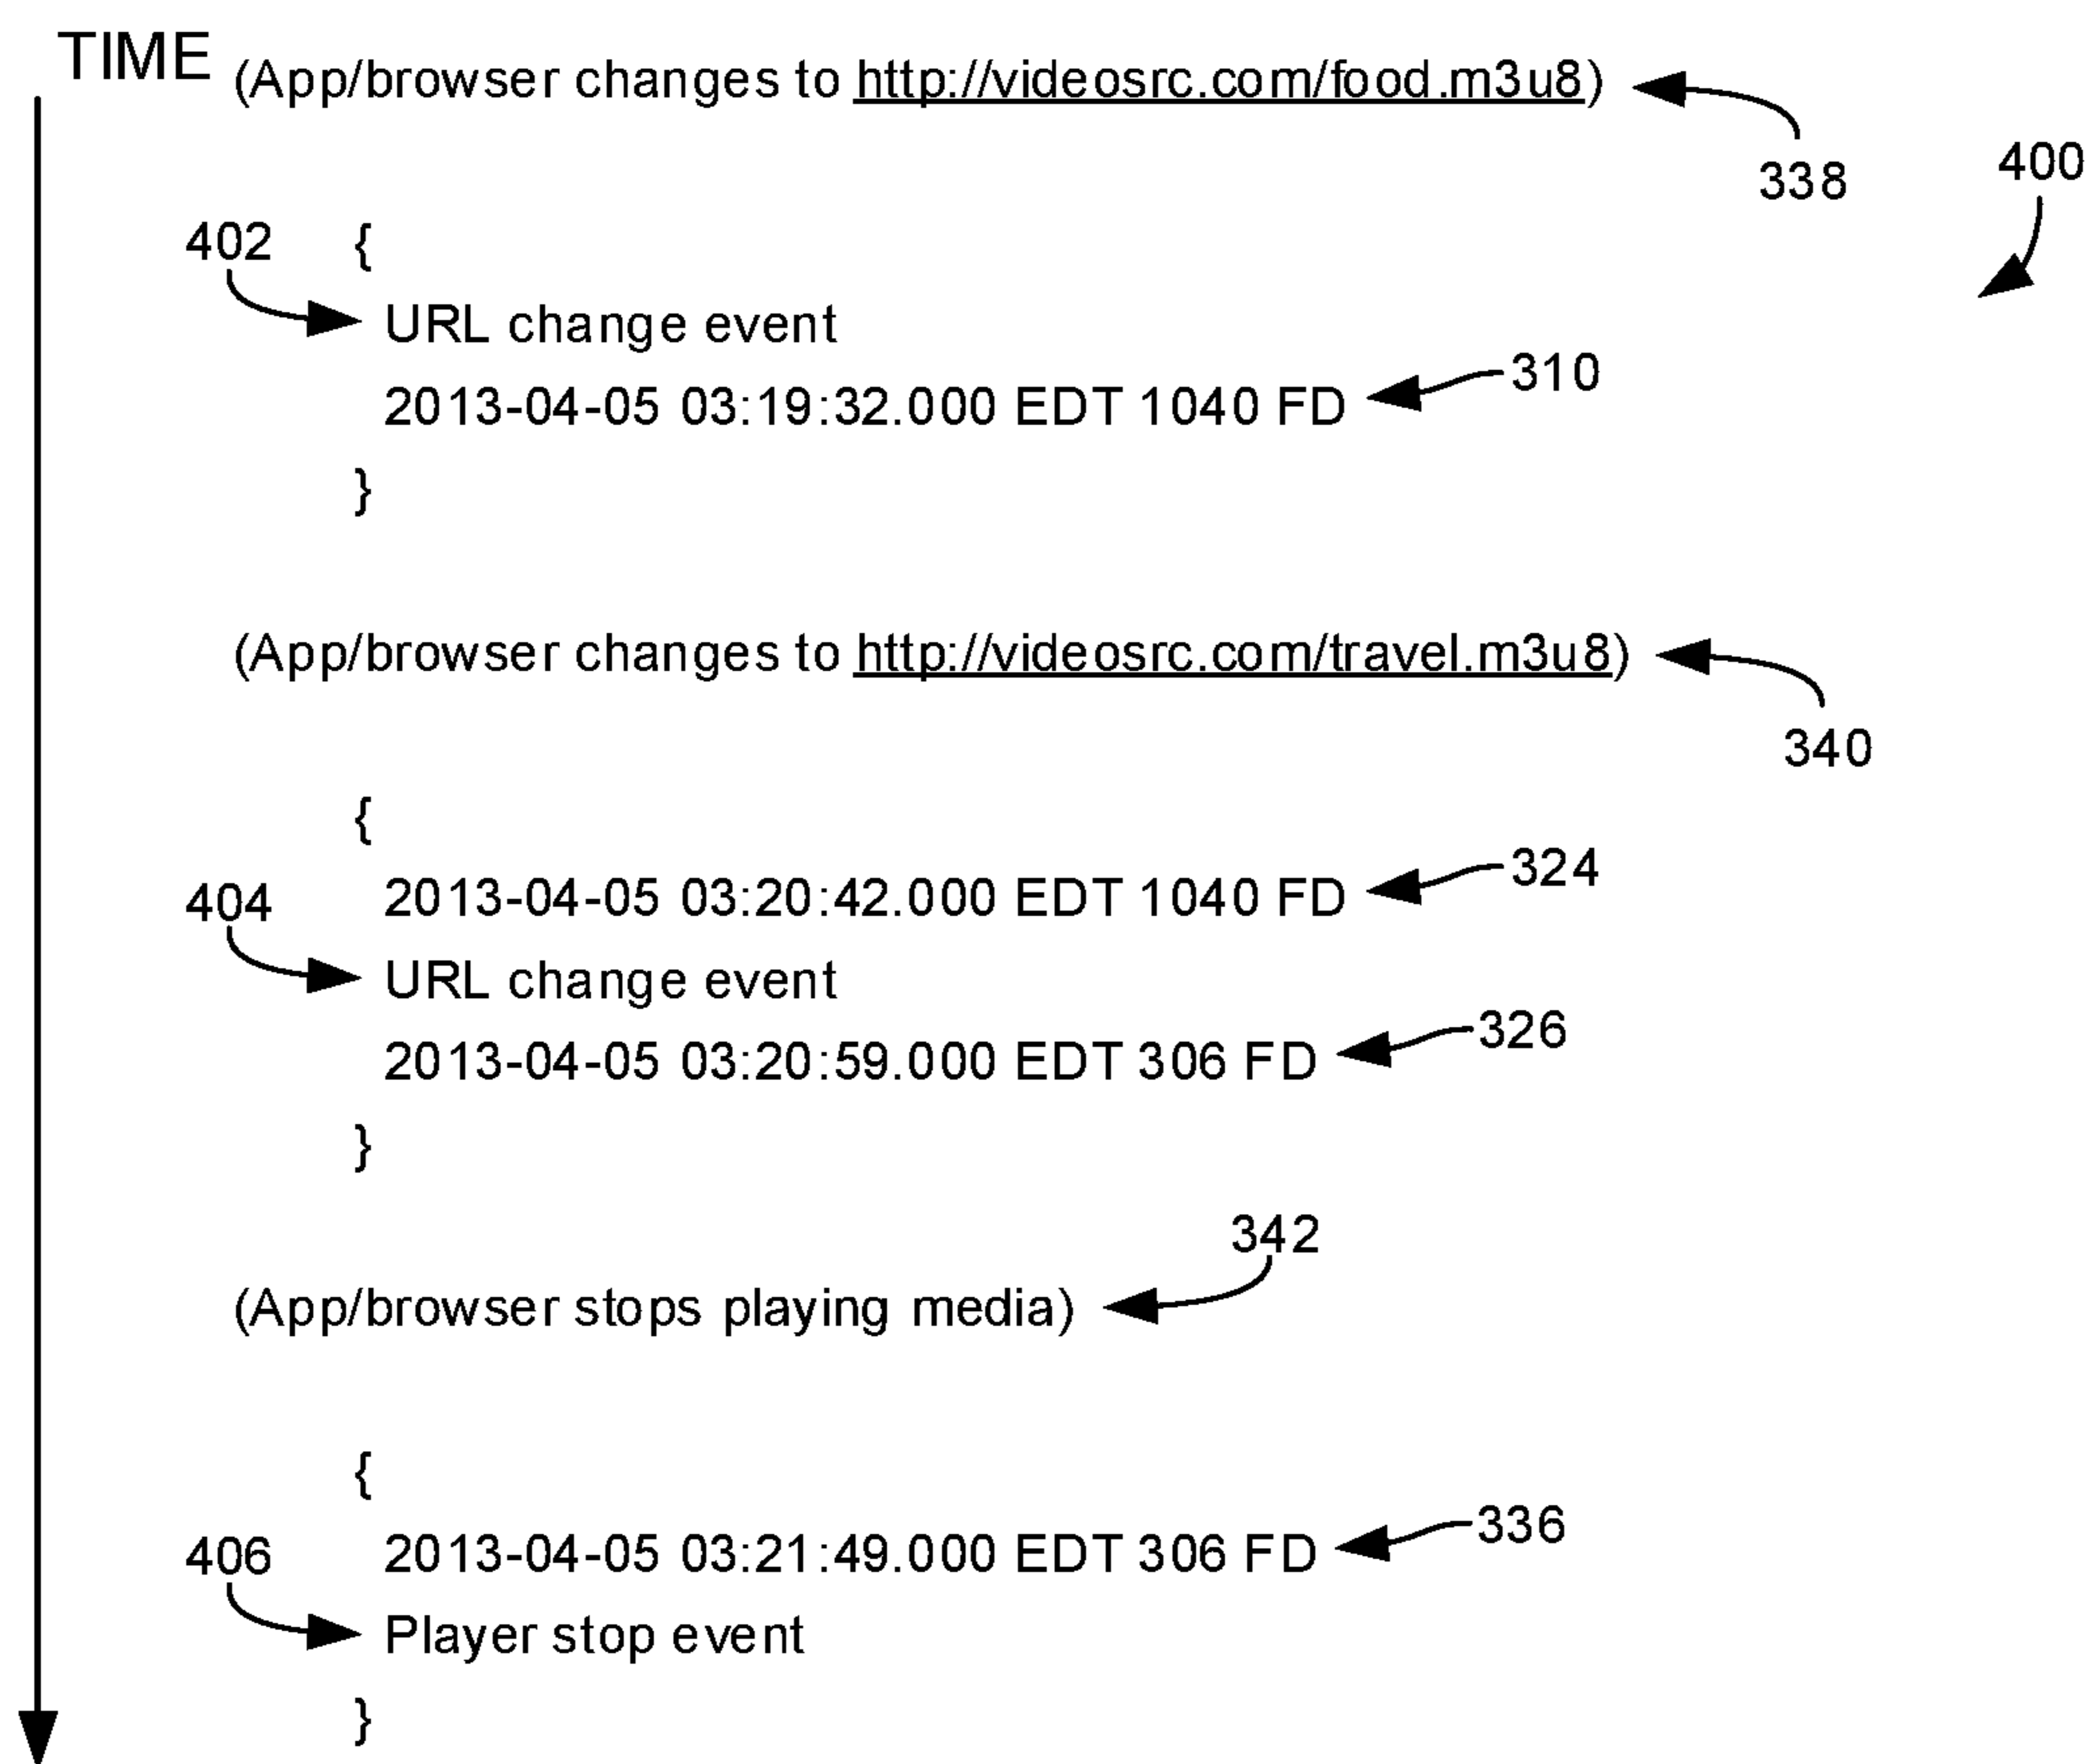 TIME (App/browser changes to http://videosrc.com/food.m3u8)
338
400
402 {
URL change event
310
2013-04-05 03:19:32.000 EDT 1040 FD
}
(App/browser changes to http://videosrc.com/travel.m3u8)
340
{
324
404 2013-04-05 03:20:42.000 EDT 1040 FD
URL change event
326
2013-04-05 03:20:59.000 EDT 306 FD
}
342
(App/browser stops playing media)
{
336
406 2013-04-05 03:21:49.000 EDT 306 FD
Player stop event
}